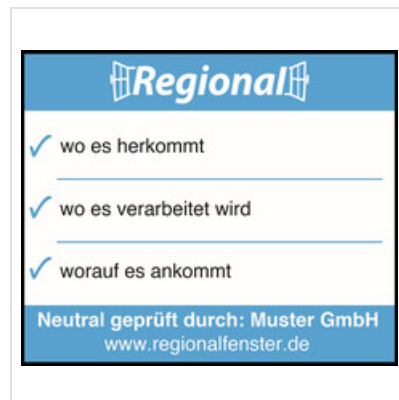 Regional
wo es herkommt
wo es verarbeitet wird
worauf es ankommt
Neutral geprüft durch: Muster GmbH
www.regionalfenster.de